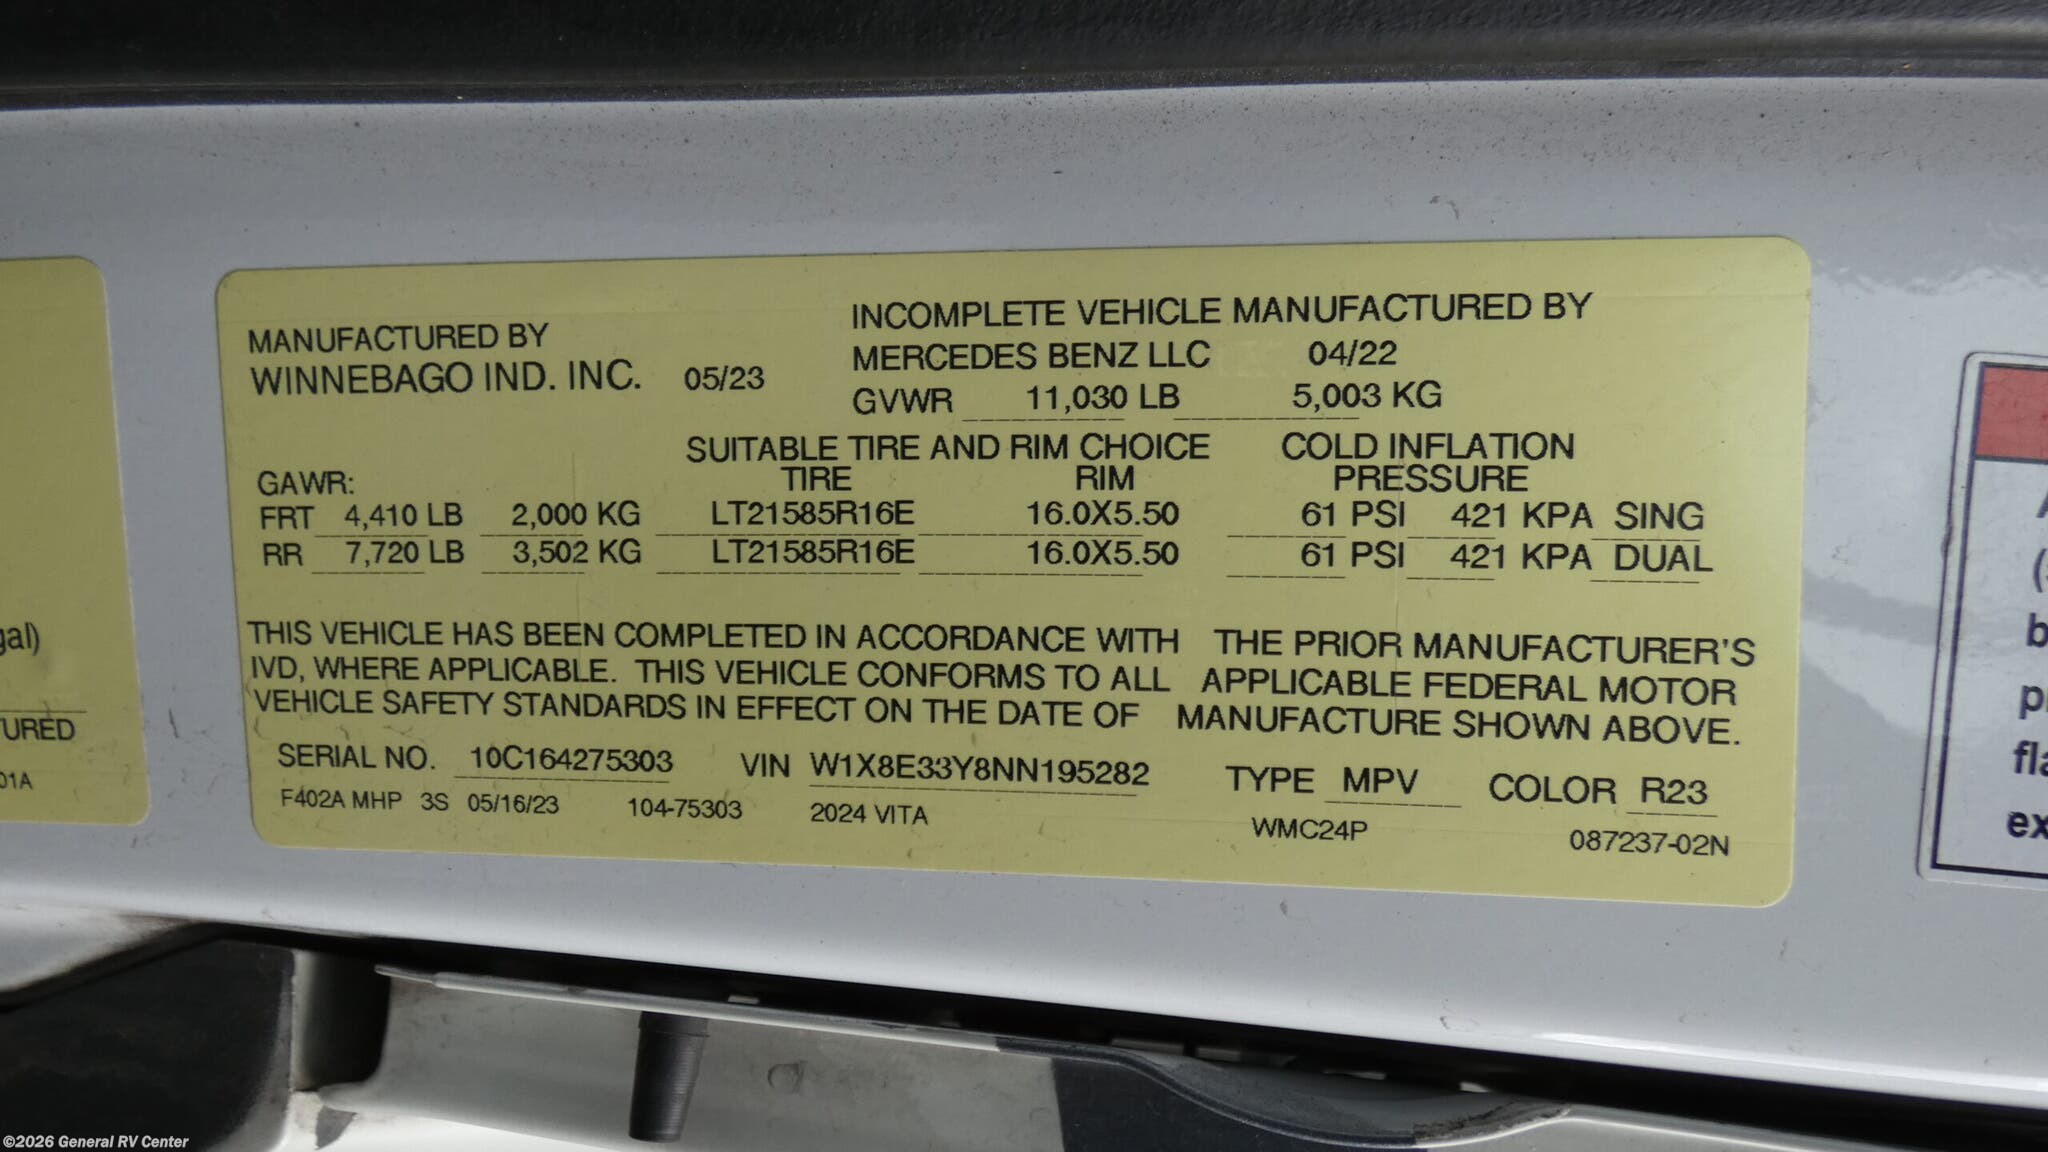 MANUFACTURED BY
WINNEBAGO IND. INC. 05/23
INCOMPLETE VEHICLE MANUFACTURED BY
MERCEDES BENZ LLC 04/22
GVWR 11,030 LB 5,003 KG
SUITABLE TIRE AND RIM CHOICE COLD INFLATION
GAWR: TIRE RIM PRESSURE
FRT 4,410 LB 2,000 KG LT21585R16E 16.0X5.50 61 PSI 421 KPA SING
RR 7,720 LB 3,502 KG LT21585R16E 16.0X5.50 61 PSI 421 KPA DUAL
THIS VEHICLE HAS BEEN COMPLETED IN ACCORDANCE WITH THE PRIOR MANUFACTURER'S
IVD, WHERE APPLICABLE. THIS VEHICLE CONFORMS TO ALL APPLICABLE FEDERAL MOTOR
VEHICLE SAFETY STANDARDS IN EFFECT ON THE DATE OF MANUFACTURE SHOWN ABOVE.
SERIAL NO. 10C164275303 VIN W1X8E33Y8NN195282 TYPE MPV COLOR R23
F402A MHP 3S 05/16/23 104-75303 2024 VITA WMC24P 087237-02N
gal)
URED
01A
©2026 General RV Center